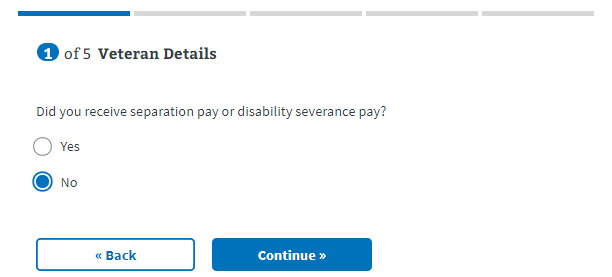 1 of 5 Veteran Details
Did you receive separation pay or disability severance pay?
Yes
No
« Back
Continue »